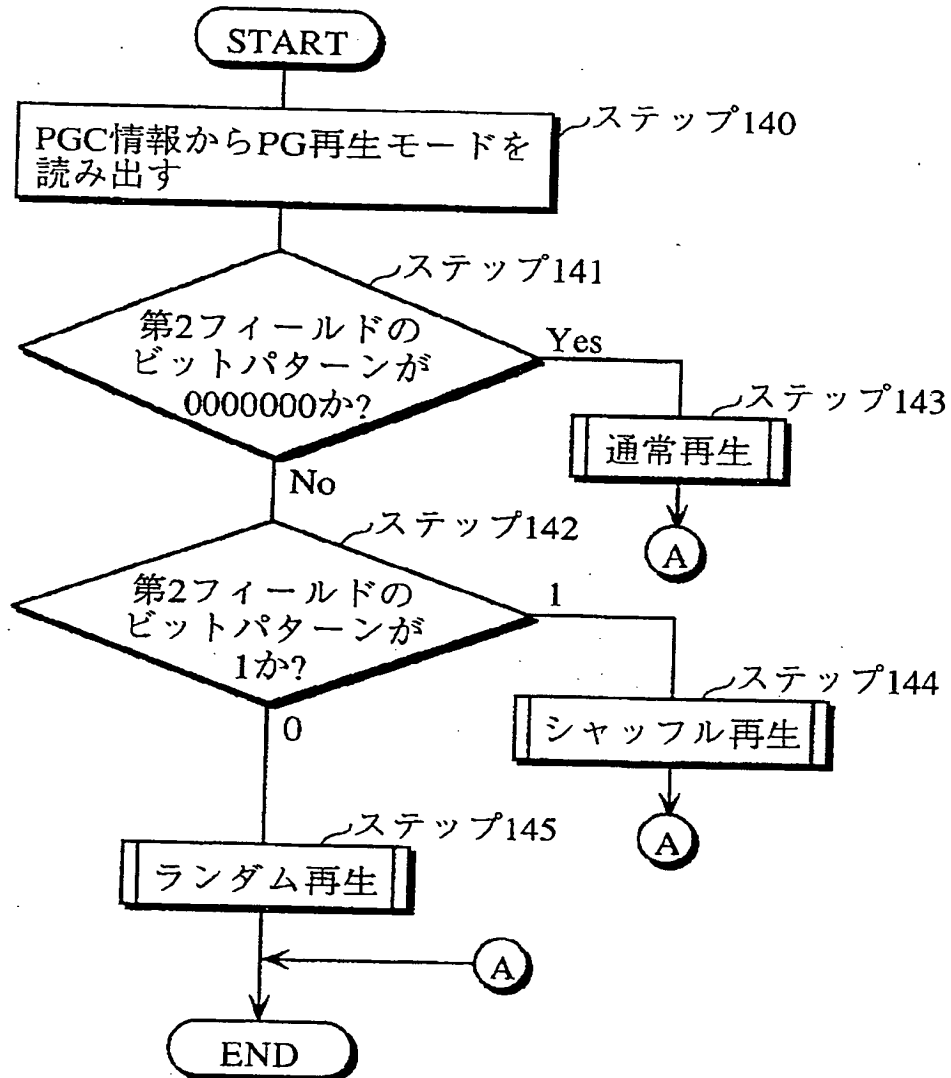 START
ステップ140
PGC情報からPG再生モードを
読み出す
ステップ141
第2フィールドの
ビットパターンが
0000000か?
Yes
ステップ143
通常再生
No
A
ステップ142
第2フィールドの
ビットパターンが
1か?
1
ステップ144
シャッフル再生
0
A
ステップ145
ランダム再生
A
END